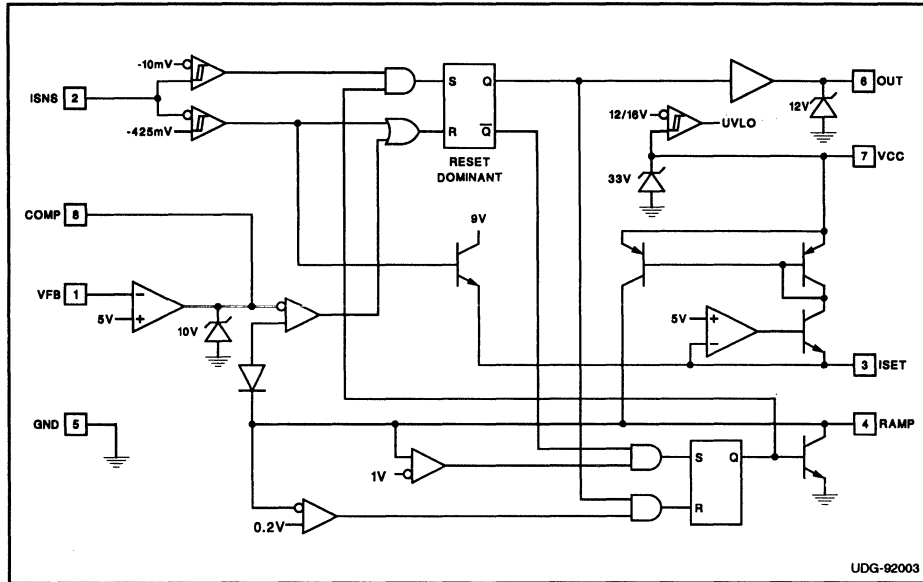 -10mV
ISNS 2
-425mV
S Q
R Q
RESET
DOMINANT
6 OUT
12V
12/16V
UVLO
7 VCC
33V
COMP 8
9V
VFB 1
5V
10V
5V
3 ISET
GND 5
4 RAMP
1V
S Q
R
0.2V
UDG-92003